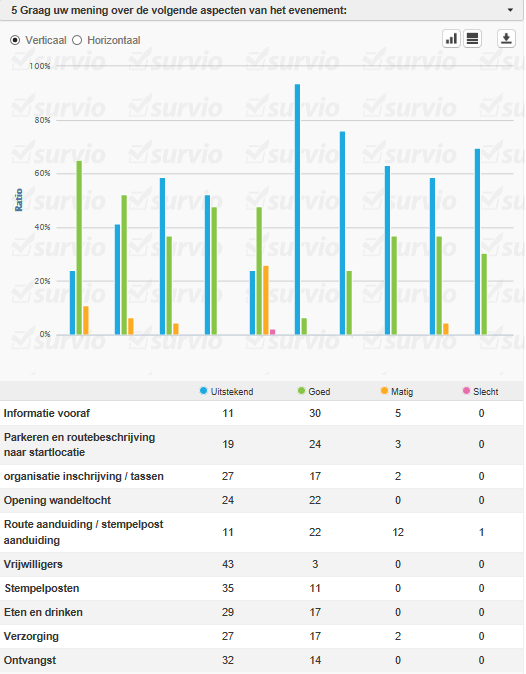 5 Graag uw mening over de volgende aspecten van het evenement:
Verticaal Horizontaal
survio
100%
80%
60%
40%
20%
0%
Ratio
Uitstekend Goed Matig Slecht
Informatie vooraf 11 30 5 0
Parkeren en routebeschrijving
naar startlocatie 19 24 3 0
organisatie inschrijving / tassen 27 17 2 0
Opening wandeltocht 24 22 0 0
Route aanduiding / stempelpost
aanduiding 11 22 12 1
Vrijwilligers 43 3 0 0
Stempelposten 35 11 0 0
Eten en drinken 29 17 0 0
Verzorging 27 17 2 0
Ontvangst 32 14 0 0